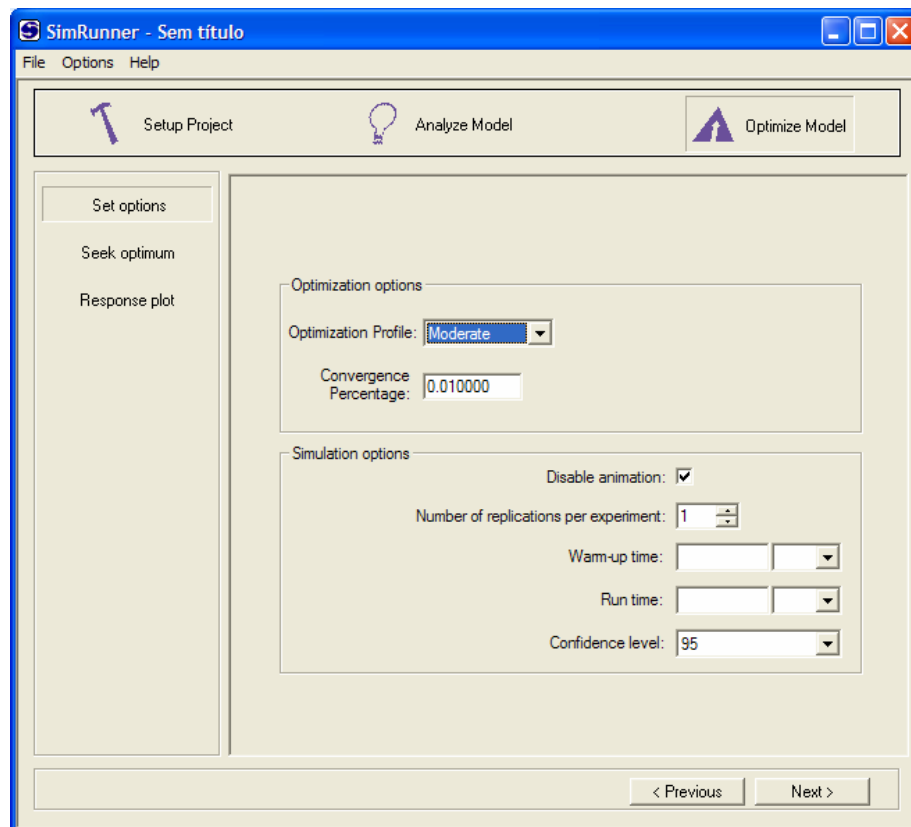 SimRunner - Sem título
File Options Help
Setup Project Analyze Model Optimize Model
Set options
Seek optimum
Response plot
Optimization options
Optimization Profile: Moderate
Convergence
Percentage: 0.010000
Simulation options
Disable animation:
Number of replications per experiment: 1
Warm-up time:
Run time:
Confidence level: 95
< Previous Next >